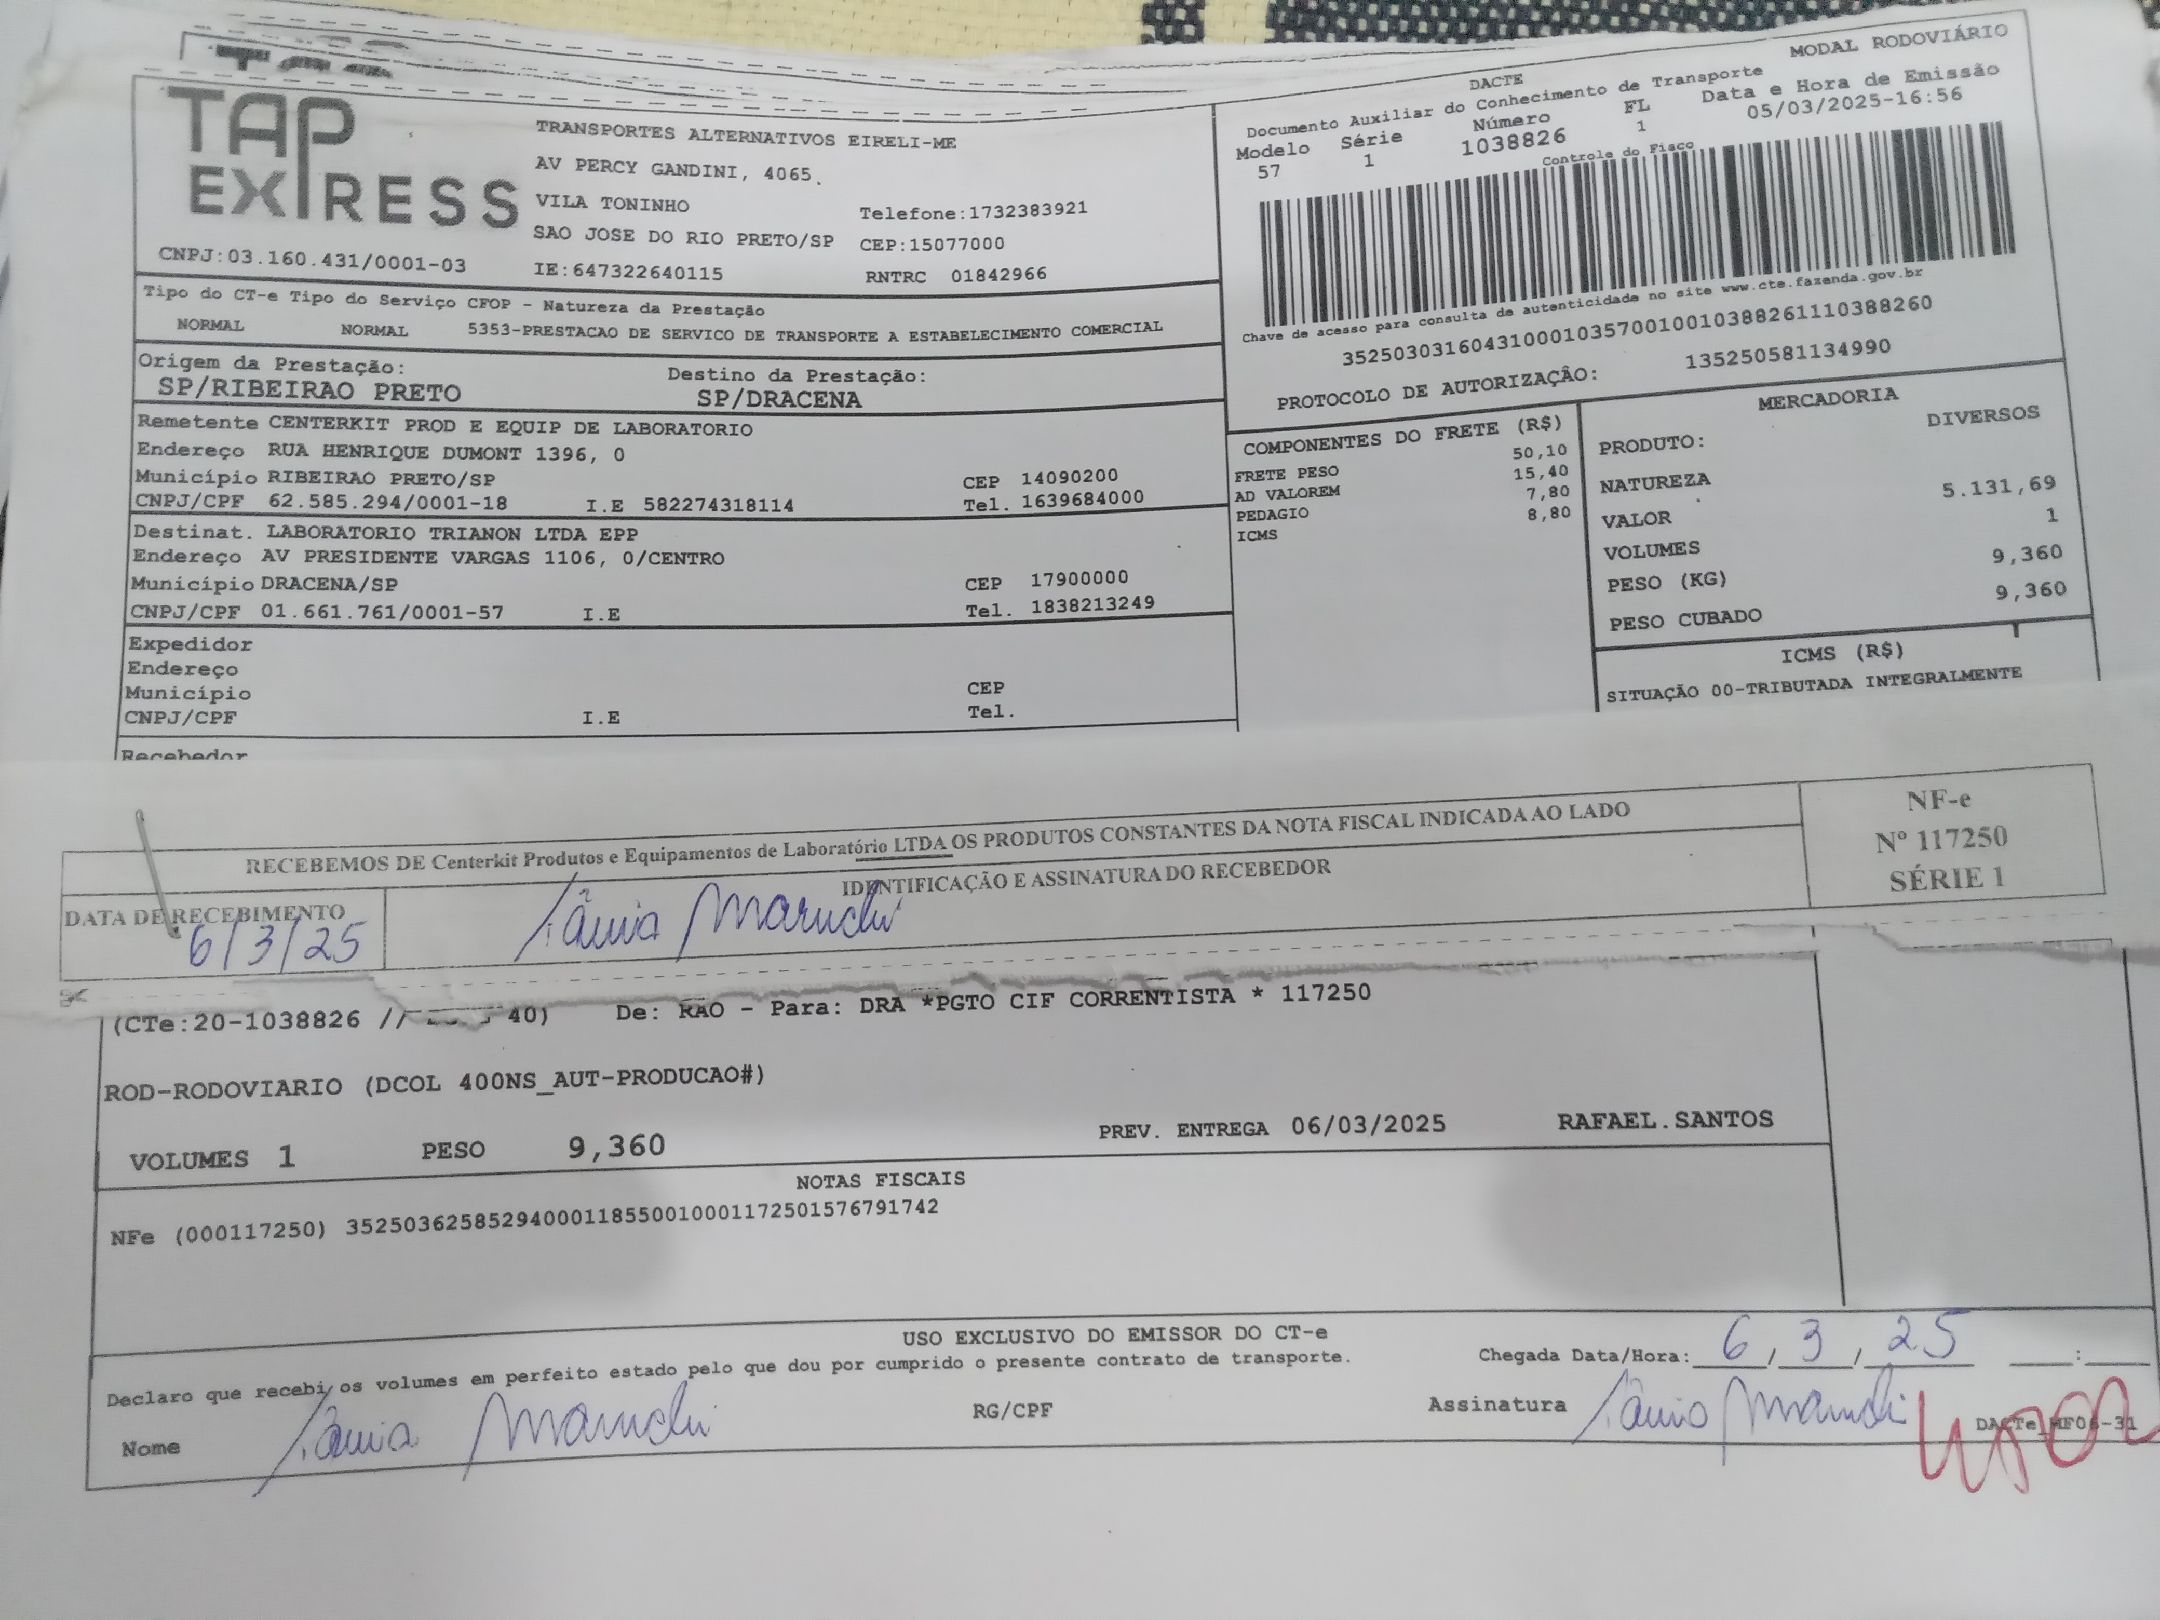 TAP EXPRESS
TRANSPORTES ALTERNATIVOS EIRELI-ME
AV PERCY GANDINI, 4065.
VILA TONINHO
Telefone:1732383921
SAO JOSE DO RIO PRETO/SP CEP:15077000
CNPJ:03.160.431/0001-03 IE:647322640115 RNTRC 01842966
DACTE MODAL RODOVIÁRIO
Documento Auxiliar do Conhecimento de Transporte
Modelo Série Número FL Data e Hora de Emissão
57 1 1038826 1 05/03/2025-16:56
Controle do Fisco
Chave de acesso para consulta de autenticidade no site www.cte.fazenda.gov.br
35250303160431000103570010010388261110388260
PROTOCOLO DE AUTORIZAÇÂO: 135250581134990
Tipo do CT-e Tipo do Serviço CFOP - Natureza da Prestação
NORMAL NORMAL 5353-PRESTACAO DE SERVICO DE TRANSPORTE A ESTABELECIMENTO COMERCIAL
Origem da Prestação: Destino da Prestação:
SP/RIBEIRAO PRETO SP/DRACENA
Remetente CENTERKIT PROD E EQUIP DE LABORATORIO
Endereço RUA HENRIQUE DUMONT 1396, 0
Município RIBEIRAO PRETO/SP CEP 14090200
CNPJ/CPF 62.585.294/0001-18 I.E 582274318114 Tel. 1639684000
Destinat. LABORATORIO TRIANON LTDA EPP
Endereço AV PRESIDENTE VARGAS 1106, 0/CENTRO
Município DRACENA/SP CEP 17900000
CNPJ/CPF 01.661.761/0001-57 I.E Tel. 1838213249
Expedidor
Endereço
Município CEP
CNPJ/CPF I.E Tel.
Recebedor
COMPONENTES DO FRETE (R$)
FRETE PESO 50,10
AD VALOREM 15,40
PEDAGIO 7,80
ICMS 8,80
MERCADORIA
PRODUTO: DIVERSOS
NATUREZA
VALOR 5.131,69
VOLUMES 1
PESO (KG) 9,360
PESO CUBADO 9,360
ICMS (R$)
SITUAÇÃO 00-TRIBUTADA INTEGRALMENTE
RECEBEMOS DE Centerkit Produtos e Equipamentos de Laboratório LTDA OS PRODUTOS CONSTANTES DA NOTA FISCAL INDICADA AO LADO
NF-e
Nº 117250
SÉRIE 1
DATA DE RECEBIMENTO IDENTIFICAÇÃO E ASSINATURA DO RECEBEDOR
6/3/25 Tânia
(CTe:20-1038826 // 40) De: RAO - Para: DRA *PGTO CIF CORRENTISTA * 117250
ROD-RODOVIARIO (DCOL 400NS_AUT-PRODUCAO#)
VOLUMES 1 PESO 9,360 PREV. ENTREGA 06/03/2025 RAFAEL.SANTOS
NOTAS FISCAIS
NFe (000117250) 35250362585294000118550010001172501576791742
USO EXCLUSIVO DO EMISSOR DO CT-e
Declaro que recebi os volumes em perfeito estado pelo que dou por cumprido o presente contrato de transporte.
Chegada Data/Hora: 6 / 3 / 25 :
Nome Tânia RG/CPF Assinatura Tânia
DACTe_MF06-31